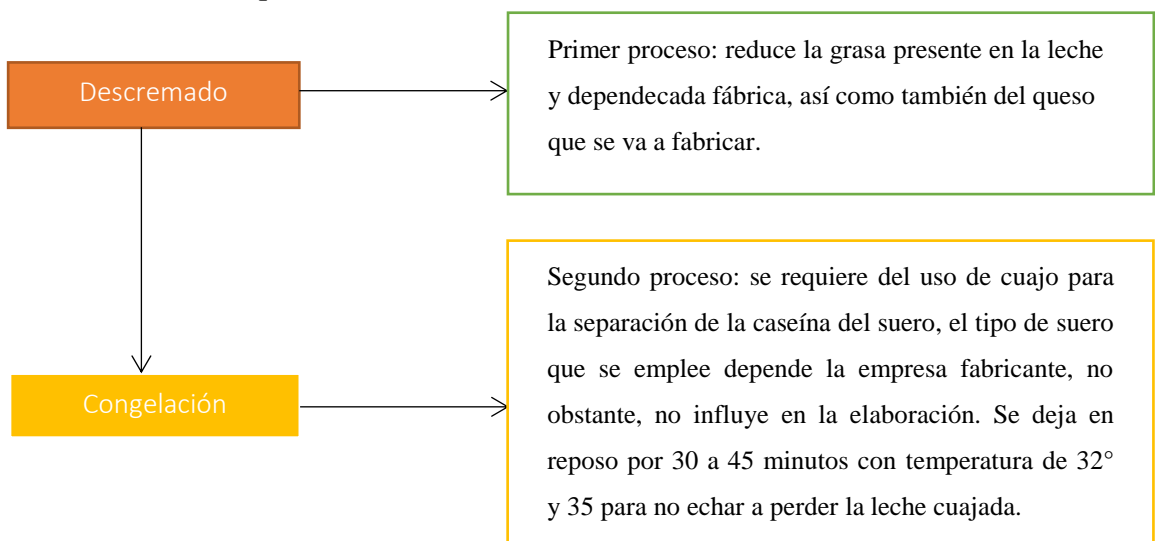 Descremado
Primer proceso: reduce la grasa presente en la leche
y dependecada fábrica, así como también del queso
que se va a fabricar.
Congelación
Segundo proceso: se requiere del uso de cuajo para
la separación de la caseína del suero, el tipo de suero
que se emplee depende la empresa fabricante, no
obstante, no influye en la elaboración. Se deja en
reposo por 30 a 45 minutos con temperatura de 32°
y 35 para no echar a perder la leche cuajada.